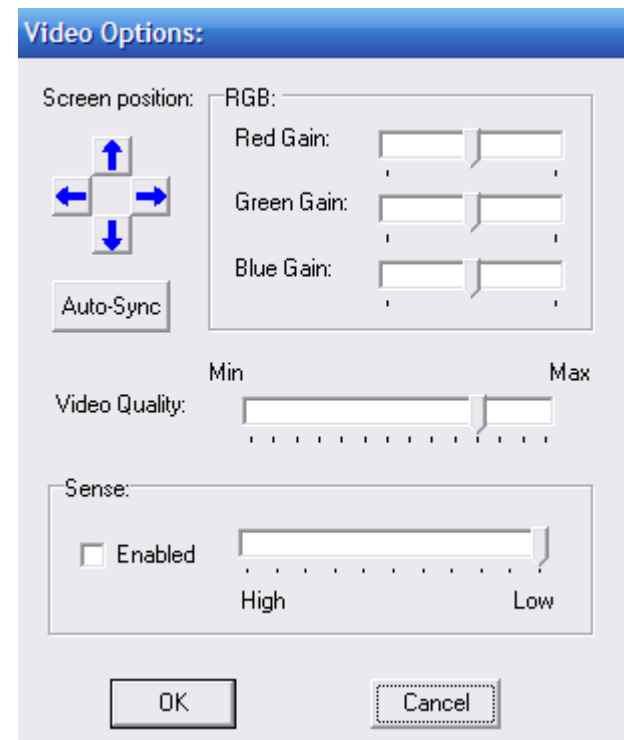 Video Options:
Screen position:
RGB:
Red Gain:
Green Gain:
Blue Gain:
Auto-Sync
Min
Max
Video Quality:
Sense:
Enabled
High
Low
OK
Cancel